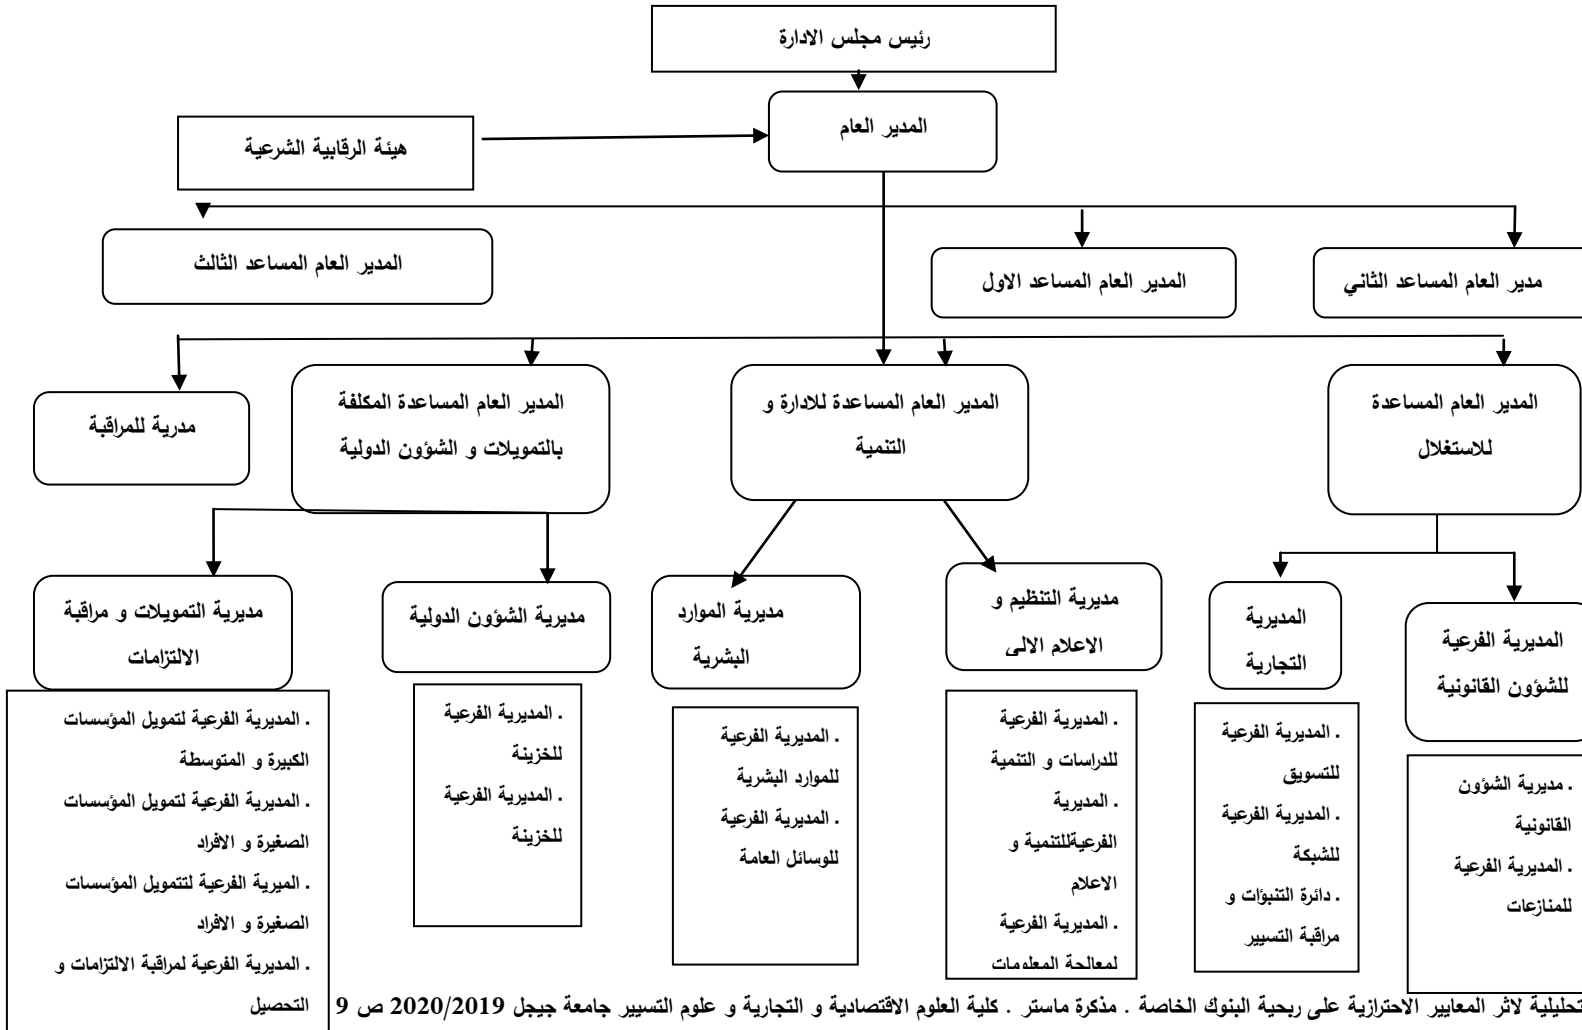 رئيس مجلس الادارة
المدير العام
هيئة الرقابية الشرعية
مدير العام المساعد الثاني
المدير العام المساعد الاول
المدير العام المساعد الثالث
المدير العام المساعدة
للاستغلال
المدير العام المساعدة للادارة و
التنمية
المدير العام المساعدة المكلفة
بالتمويلات و الشؤون الدولية
مدرية للمراقبة
المديرية الفرعية
للشؤون القانونية
المديرية
التجارية
مديرية التنظيم و
الاعلام الالي
مديرية الموارد
البشرية
مديرية الشؤون الدولية
مديرية التمويلات و مراقبة
الالتزامات
. مديرية الشؤون
القانونية
. المديرية الفرعية
للمنازعات
. المديرية الفرعية
للتسويق
. المديرية الفرعية
للشبكة
. دائرة التنبؤات و
مراقبة التسيير
. المديرية الفرعية
للدراسات و التنمية
. المديرية
الفرعيةللتنمية و
الاعلام
. المديرية الفرعية
لمعالجة المعلومات
. المديرية الفرعية
للموارد البشرية
. المديرية الفرعية
للوسائل العامة
. المديرية الفرعية
للخزينة
. المديرية الفرعية
للخزينة
. المديرية الفرعية لتمويل المؤسسات
الكبيرة و المتوسطة
. المديرية الفرعية لتمويل المؤسسات
الصغيرة و الافراد
. الميرية الفرعية لتتمويل المؤسسات
الصغيرة و الافراد
. المديرية الفرعية لمراقبة الالتزامات و
التحصيل
تحليلية لاثر المعايير الاحترازية على ربحية البنوك الخاصة . مذكرة ماستر . كلية العلوم الاقتصادية و التجارية و علوم التسيير جامعة جيجل 2020/2019 ص 9